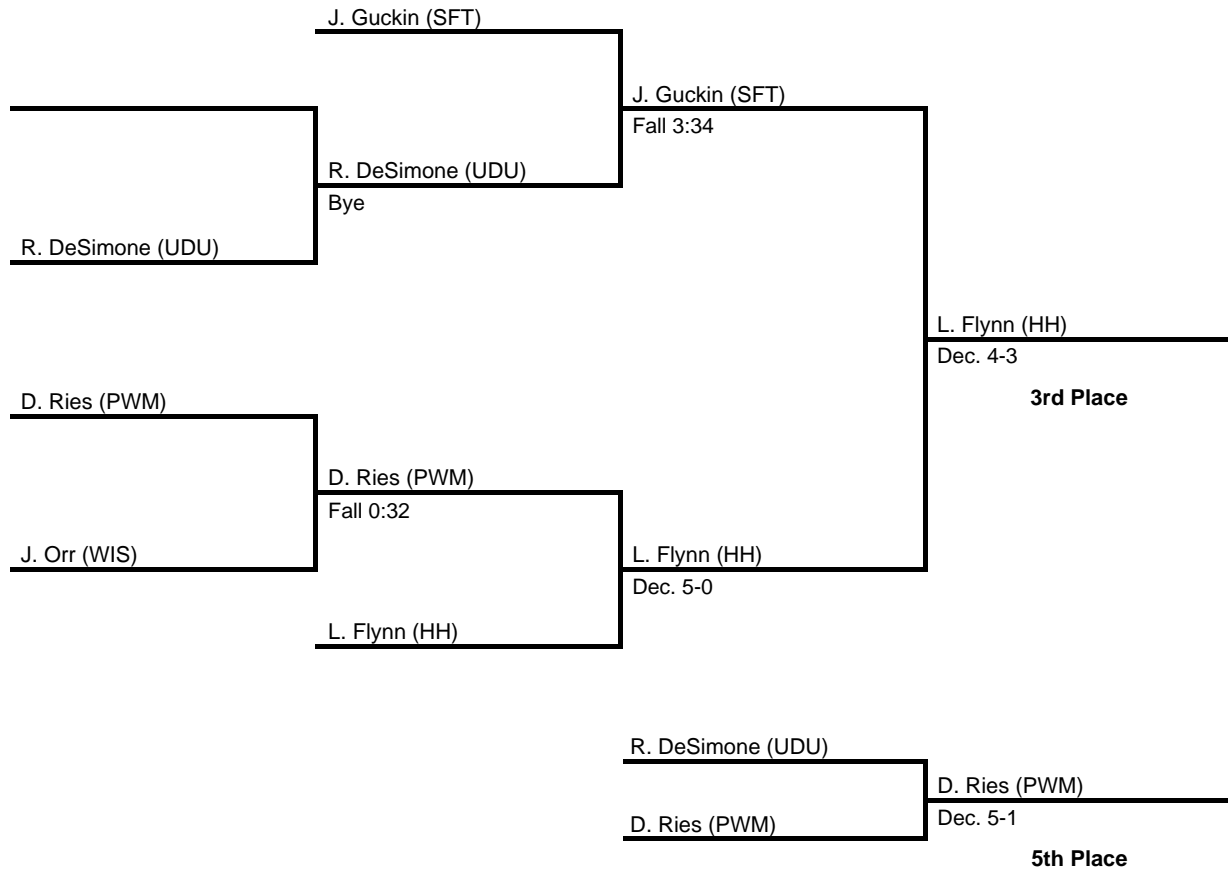 J. Guckin (SFT)
J. Guckin (SFT)
Fall 3:34
R. DeSimone (UDU)
Bye
R. DeSimone (UDU)
L. Flynn (HH)
Dec. 4-3
3rd Place
D. Ries (PWM)
D. Ries (PWM)
Fall 0:32
J. Orr (WIS)
L. Flynn (HH)
Dec. 5-0
L. Flynn (HH)
R. DeSimone (UDU)
D. Ries (PWM)
Dec. 5-1
D. Ries (PWM)
5th Place